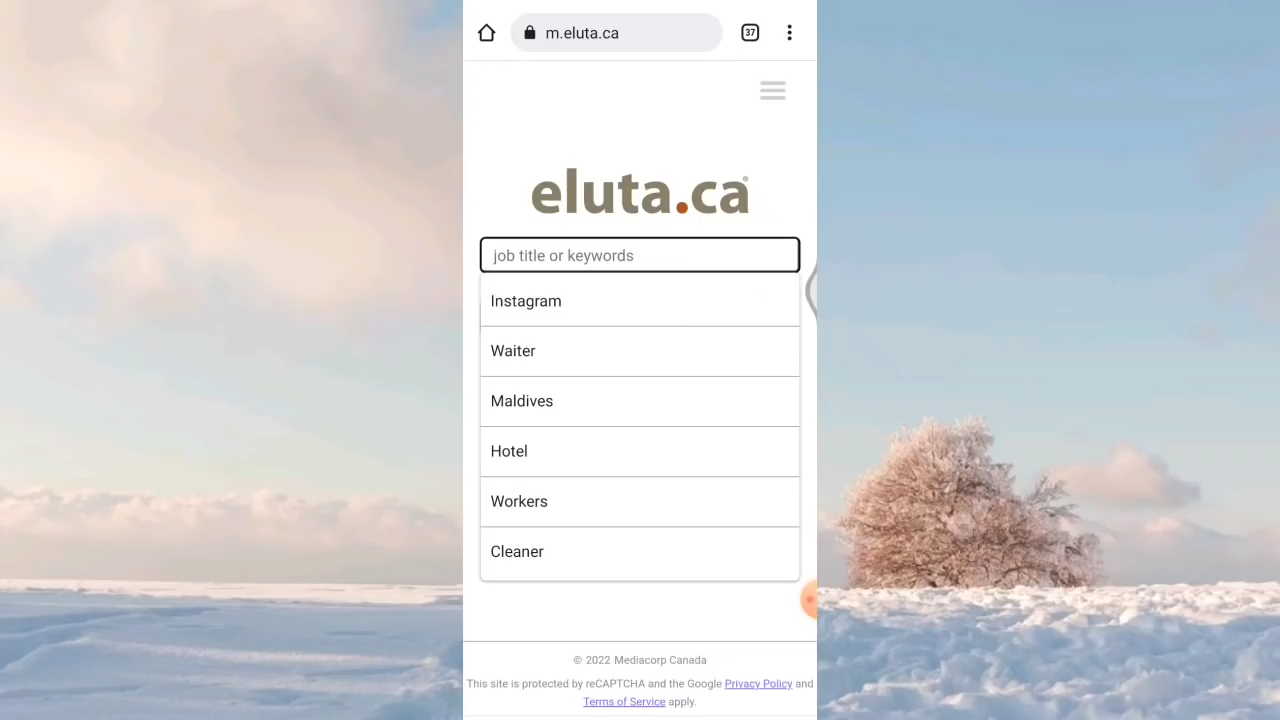 m.eluta.ca
37
eluta.ca
job title or keywords
Instagram
Waiter
Maldives
Hotel
Workers
Cleaner
© 2022 Mediacorp Canada
This site is protected by reCAPTCHA and the Google Privacy Policy and
Terms of Service apply.